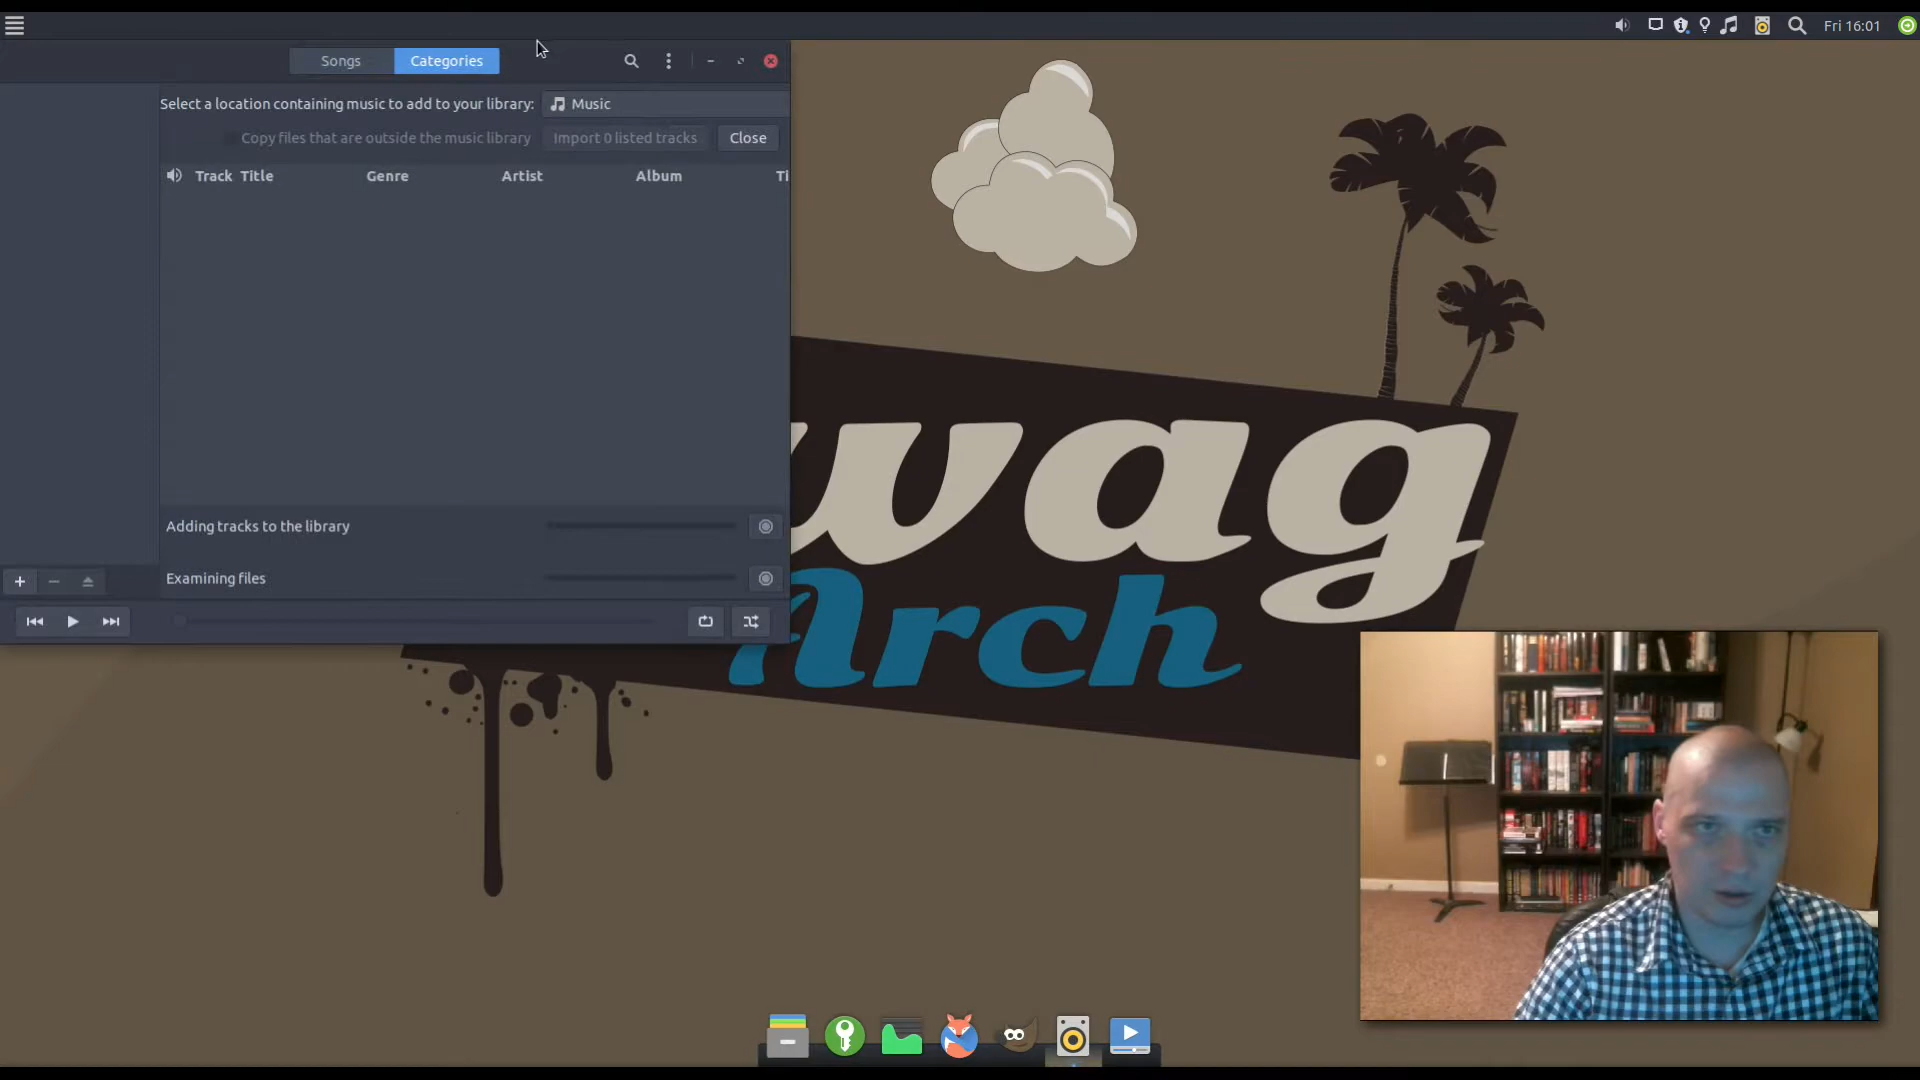 Fri 16:01
Songs
Categories
Select a location containing music to add to your library:
Music
Copy files that are outside the music library
Import 0 listed tracks
Close
Track Title Genre Artist Album Ti
Adding tracks to the library
Examining files
wag
Arch